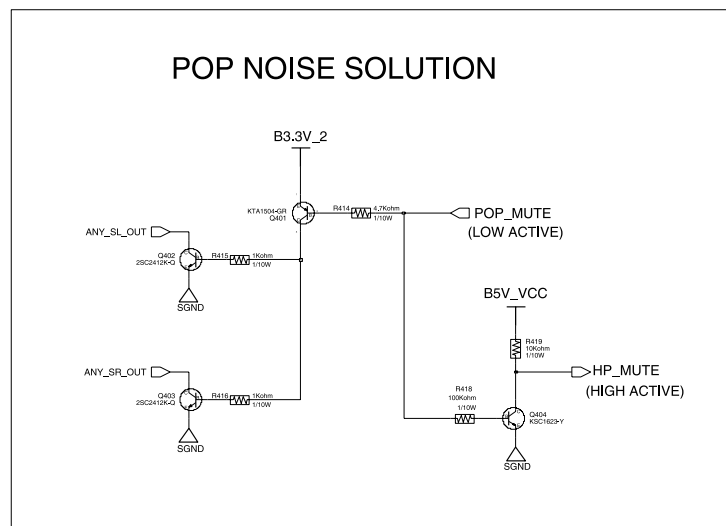 POP NOISE SOLUTION
B3.3V_2
KTA1504-GR
Q401
R414
4.7Kohm
1/10W
POP_MUTE
(LOW ACTIVE)
ANY_SL_OUT
Q402
2SC2412K-Q
R415
1Kohm
1/10W
SGND
B5V_VCC
R419
10Kohm
1/10W
HP_MUTE
(HIGH ACTIVE)
ANY_SR_OUT
Q403
2SC2412K-Q
R416
1Kohm
1/10W
SGND
R418
100Kohm
1/10W
Q404
KSC1623-Y
SGND